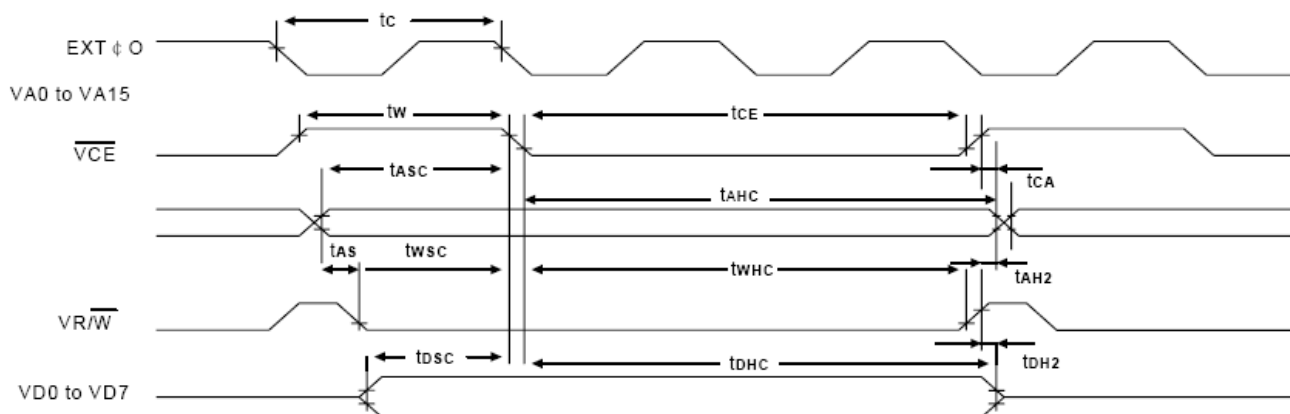 tC
EXT ¢ O
VA0 to VA15
tW
tCE
VCE
tASC
tCA
tAHC
tAS
tWSC
tWHC
tAH2
VR/W
tDSC
tDHC
tDH2
VD0 to VD7